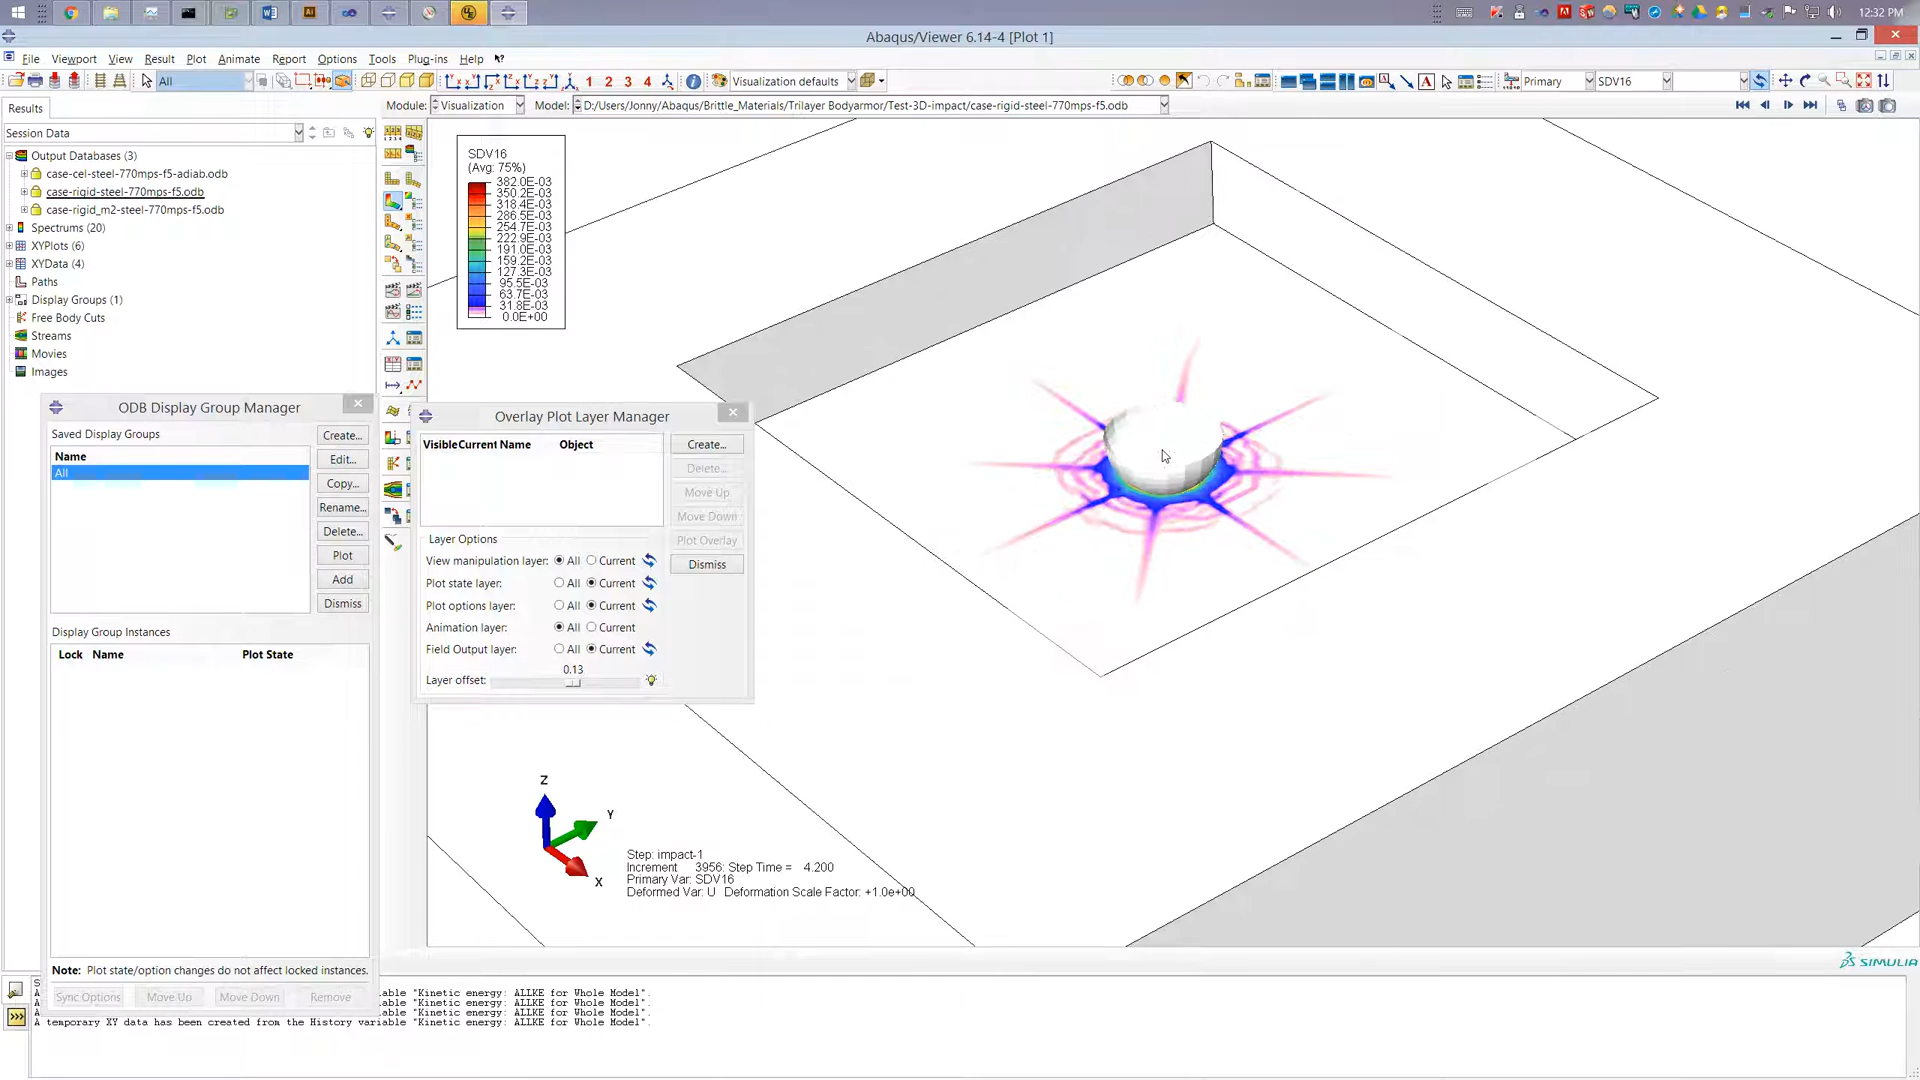 12:32 PM
Abaqus/Viewer 6.14-4 [Plot 1]
File Viewport View Result Plot Animate Report Options Tools Plug-ins Help
All
1 2 3 4
Visualization defaults
Primary
SDV16
Results
Module: Visualization Model: D:/Users/Jonny/Abaqus/Brittle_Materials/Trilayer Bodyarmor/Test-3D-impact/case-rigid-steel-770mps-f5.odb
Session Data
Output Databases (3)
case-cel-steel-770mps-f5-adiab.odb
case-rigid-steel-770mps-f5.odb
case-rigid_m2-steel-770mps-f5.odb
Spectrums (20)
XYPlots (6)
XYData (4)
Paths
Display Groups (1)
Free Body Cuts
Streams
Movies
Images
SDV16
(Avg: 75%)
382.0E-03
350.2E-03
318.4E-03
286.5E-03
254.7E-03
222.9E-03
191.0E-03
159.2E-03
127.3E-03
95.5E-03
63.7E-03
31.8E-03
0.0E+00
ODB Display Group Manager
Saved Display Groups
Name
All
Create...
Edit...
Copy...
Rename...
Delete...
Plot
Add
Dismiss
Display Group Instances
Lock Name Plot State
Note: Plot state/option changes do not affect locked instances.
Sync Options Move Up Move Down Remove
Overlay Plot Layer Manager
Visible Current Name Object
Create...
Delete...
Move Up
Move Down
Plot Overlay
Dismiss
Layer Options
View manipulation layer: All Current
Plot state layer: All Current
Plot options layer: All Current
Animation layer: All Current
Field Output layer: All Current
0.13
Layer offset:
Z
Y
X
Step: impact-1
Increment 3956: Step Time = 4.200
Primary Var: SDV16
Deformed Var: U Deformation Scale Factor: +1.0e+00
SIMULIA
able "Kinetic energy: ALLKE for Whole Model".
able "Kinetic energy: ALLKE for Whole Model".
able "Kinetic energy: ALLKE for Whole Model".
A temporary XY data has been created from the History variable "Kinetic energy: ALLKE for Whole Model".